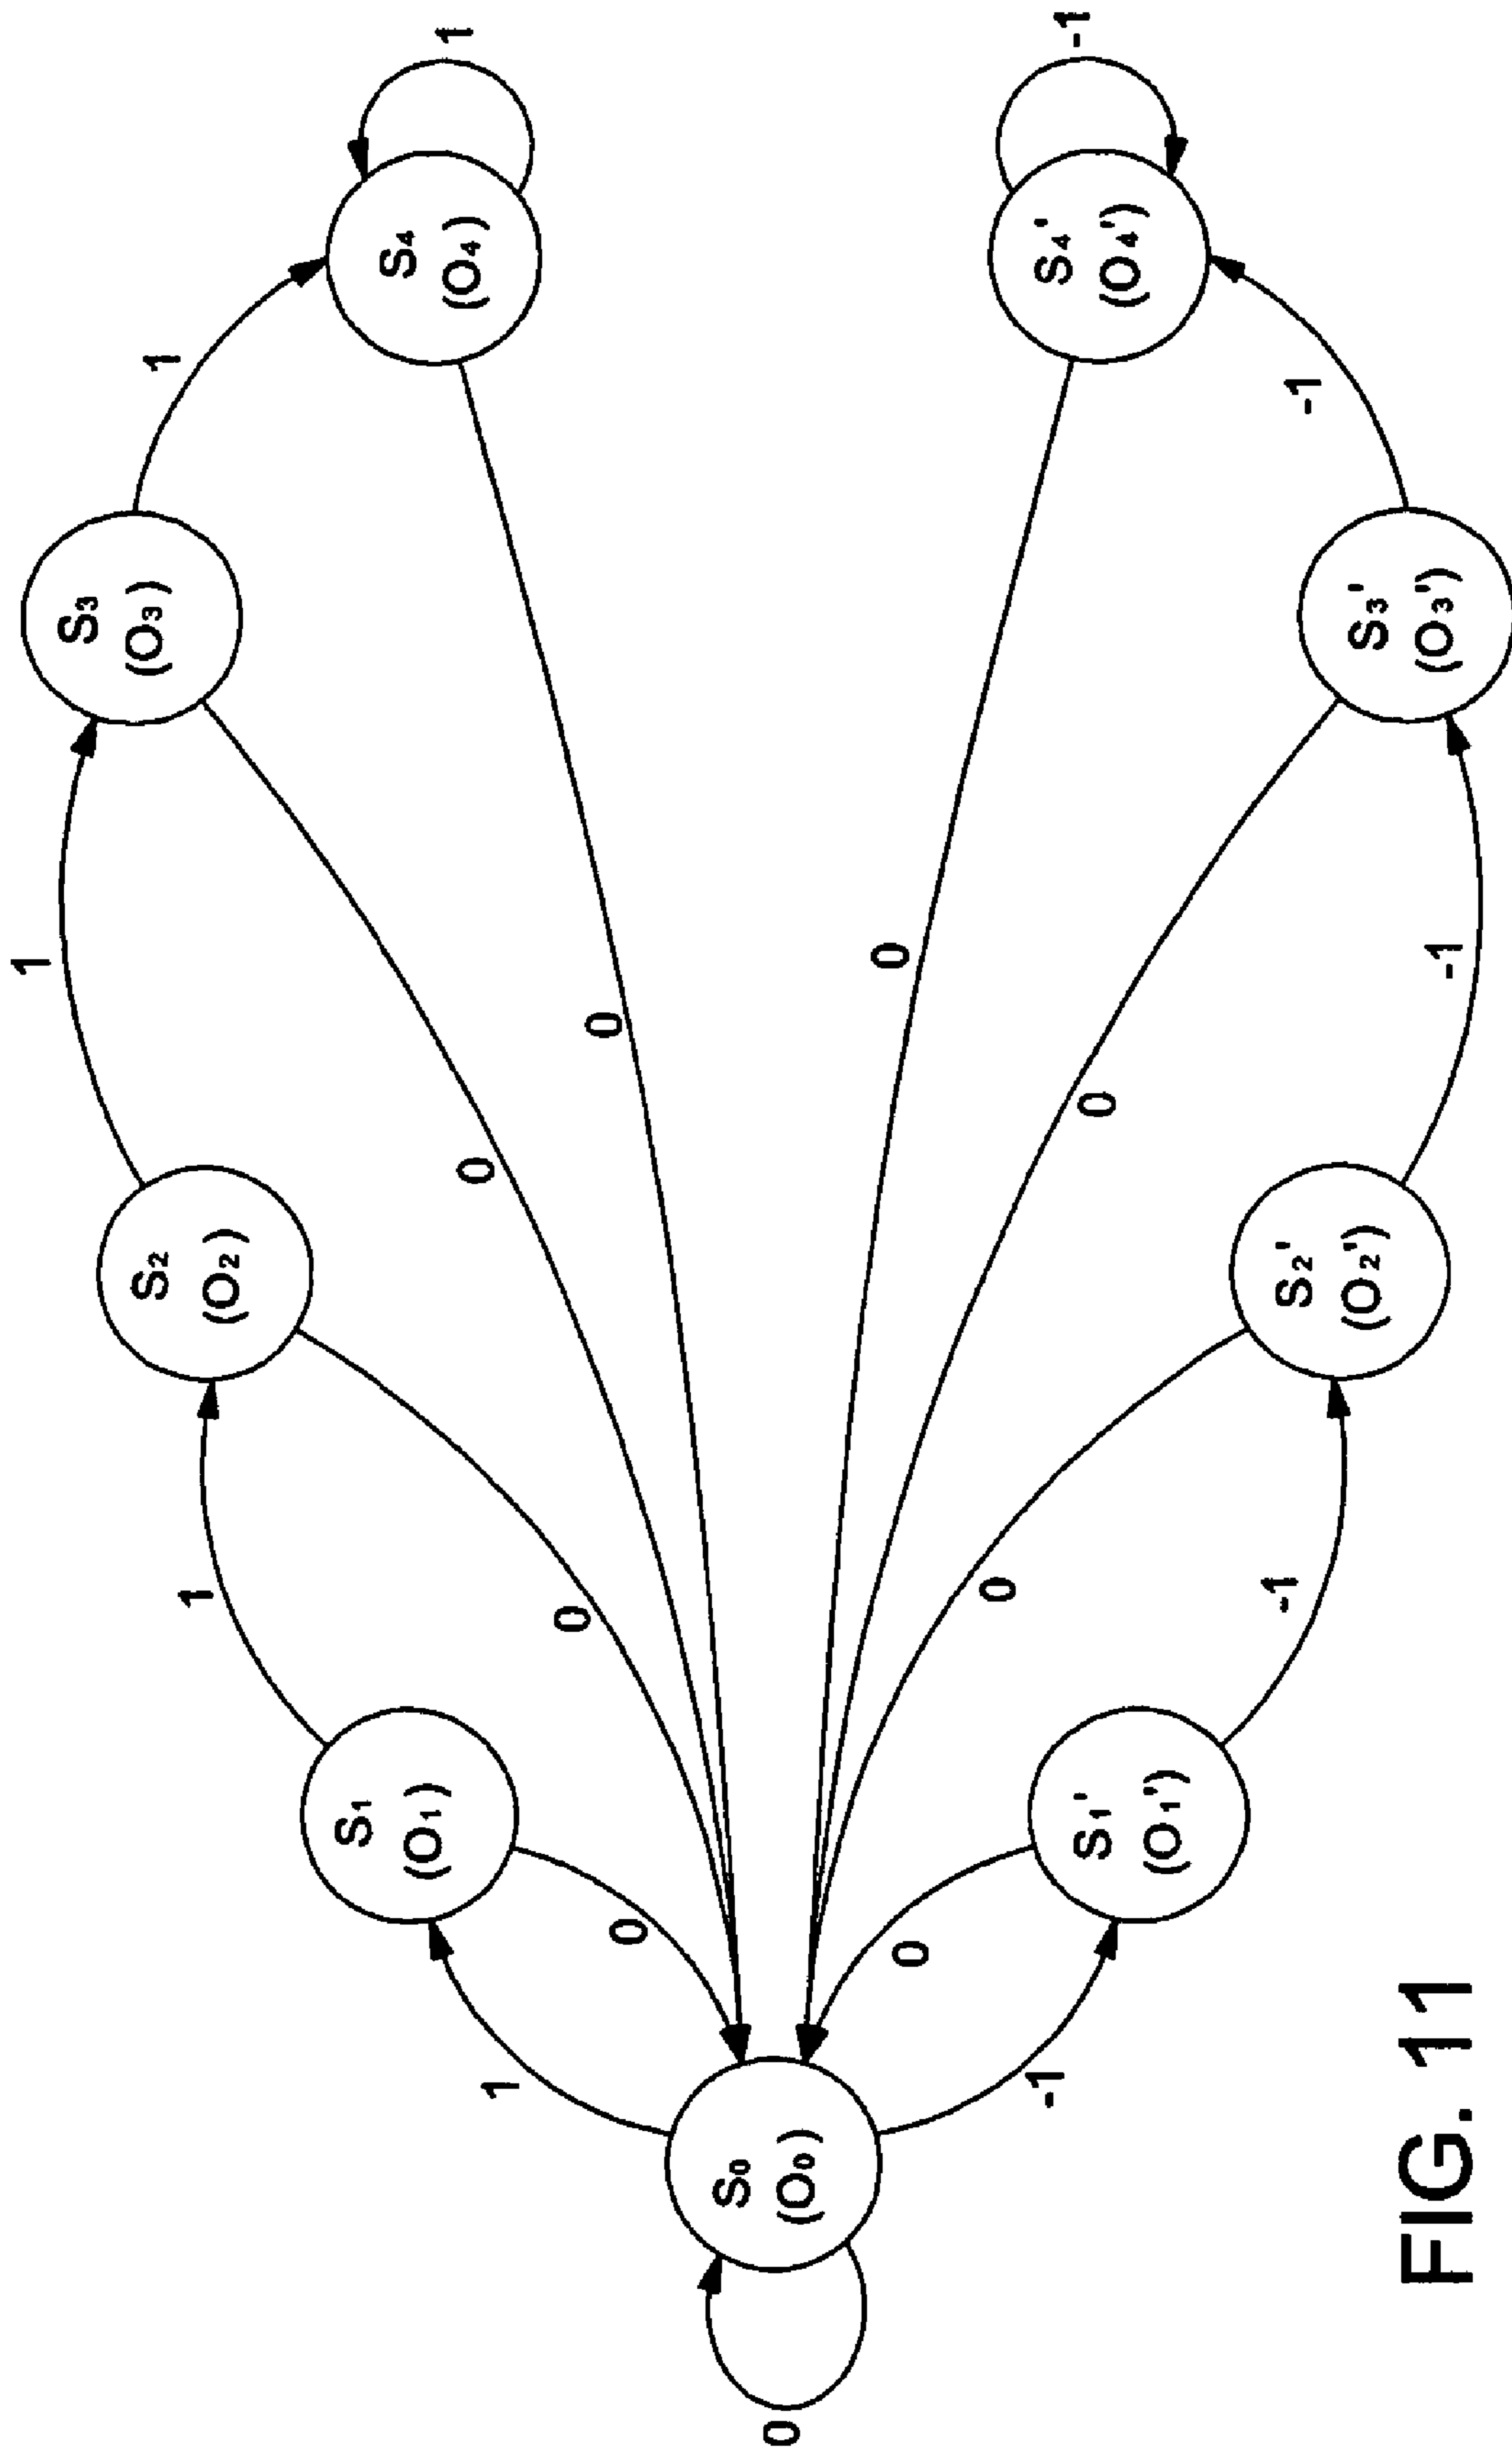 1
-1
S4
(O4)
S4'
(O4')
1
-1
S3
(O3)
S3'
(O3')
1
0
-1
0
0
0
S2
(O2)
S2'
(O2')
1
0
0
-1
S1
(O1)
S1'
(O1')
0
0
1
-1
S0
(O0)
0
FIG. 11